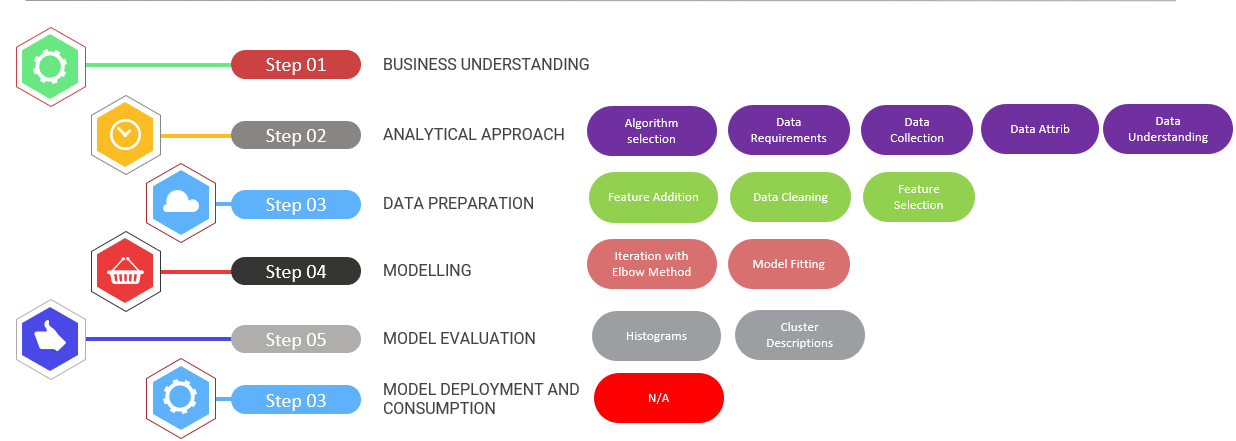 Step 01
BUSINESS UNDERSTANDING
Step 02
ANALYTICAL APPROACH
Algorithm
selection
Data
Requirements
Data
Collection
Data Attrib
Data
Understanding
Step 03
DATA PREPARATION
Feature Addition
Data Cleaning
Feature
Selection
Step 04
MODELLING
Iteration with
Elbow Method
Model Fitting
Step 05
MODEL EVALUATION
Histograms
Cluster
Descriptions
Step 03
MODEL DEPLOYMENT AND
CONSUMPTION
N/A